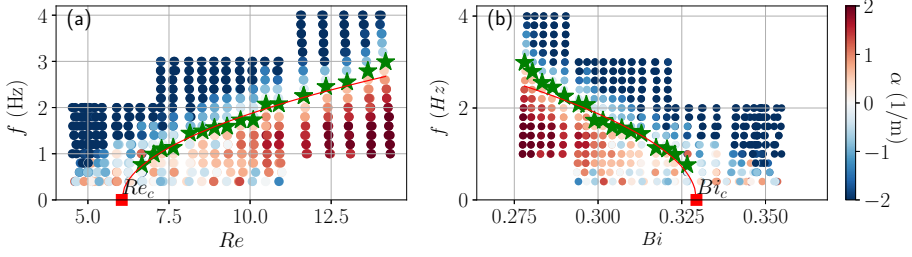 (a)
4
3
2
1
0
f (Hz)
5.0 7.5 10.0 12.5
Re
Re_c
(b)
4
2
0
f (Hz)
0.275 0.300 0.325 0.350
Bi
Bi_c
2
1
0
−1
−2
α (1/m)